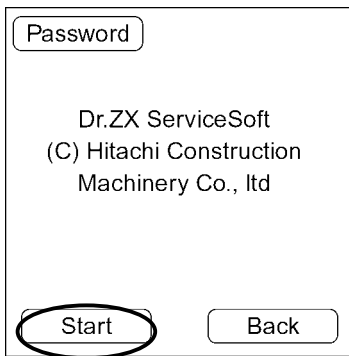 Password
Dr.ZX ServiceSoft
(C) Hitachi Construction
Machinery Co., ltd
Start
Back